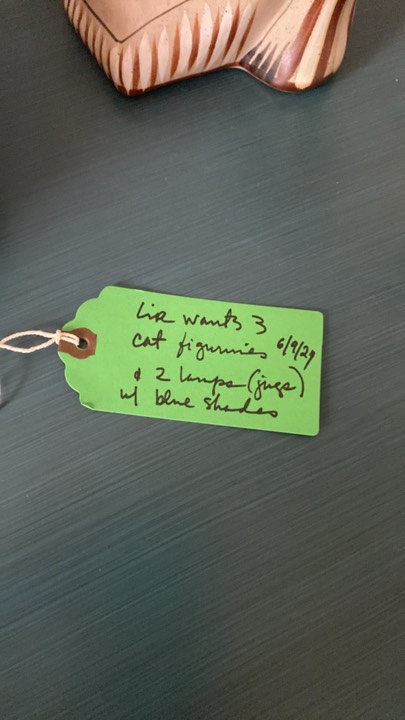 Liz wants 3
cat figurines 6/9/24
& 2 lamps (jugs)
w/ blue shades